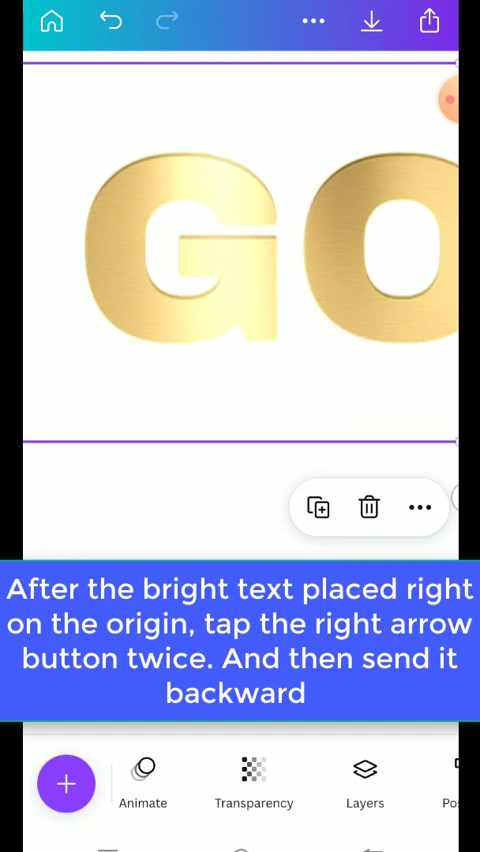 GO
After the bright text placed right
on the origin, tap the right arrow
button twice. And then send it
backward
Animate
Transparency
Layers
Po